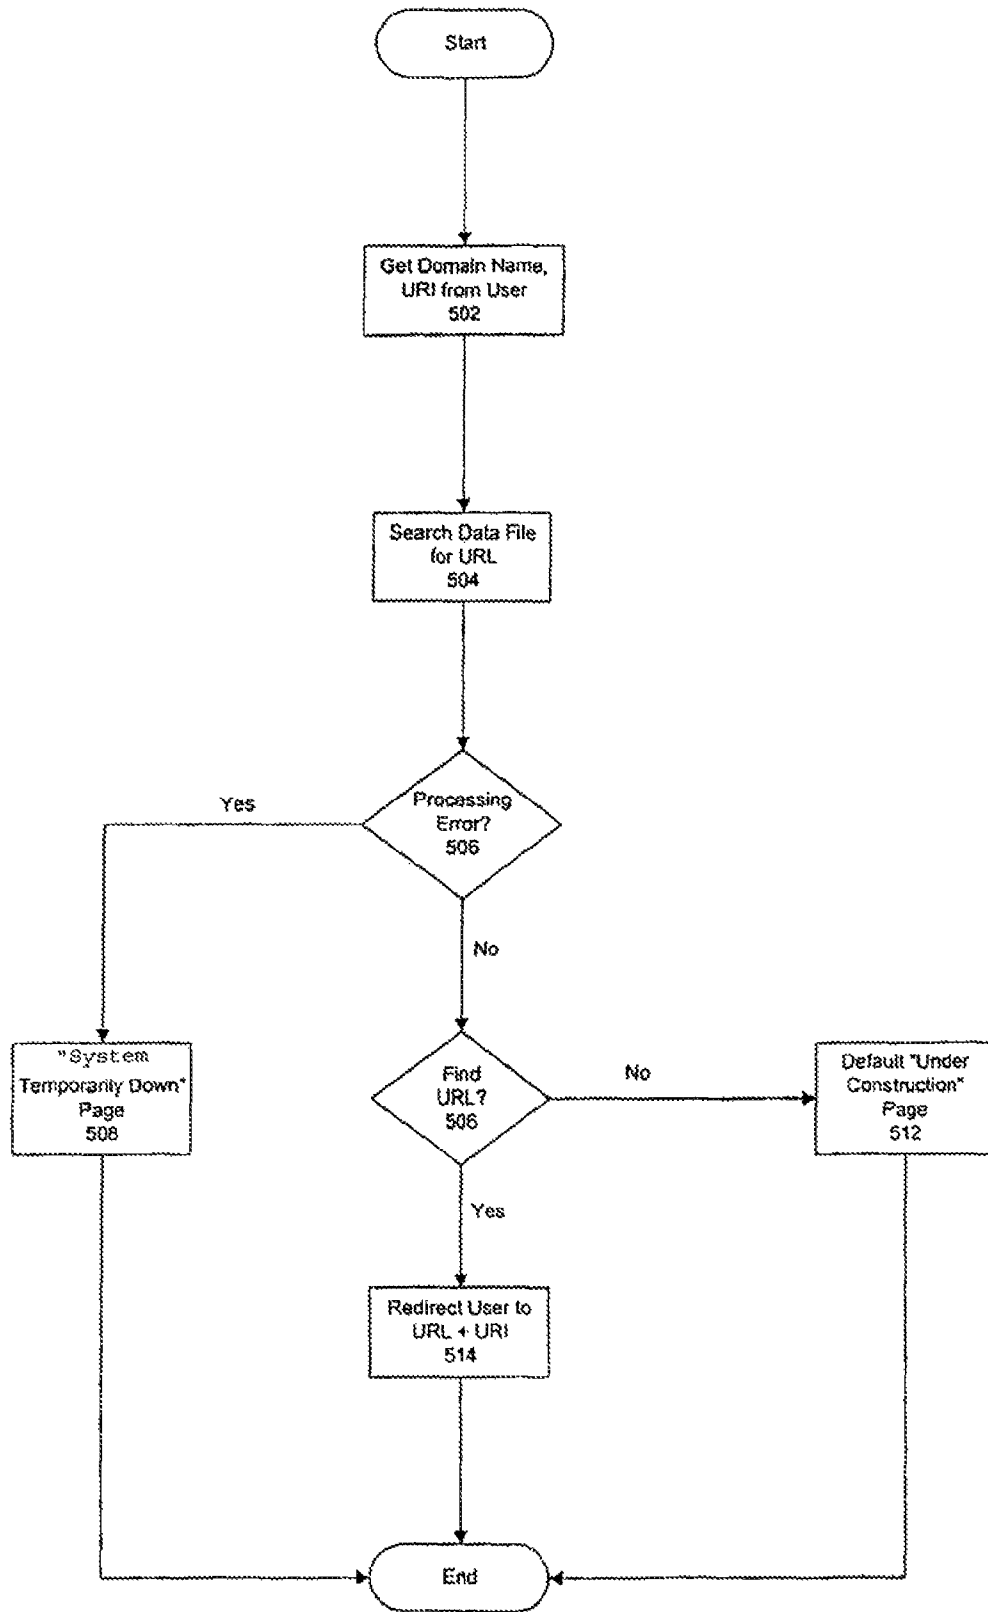 Start
Get Domain Name,
URI from User
502
Search Data File
for URL
504
Processing
Error?
506
Yes
No
"System
Temporarily Down"
Page
508
Find
URL?
506
No
Default "Under
Construction"
Page
512
Yes
Redirect User to
URL + URI
514
End